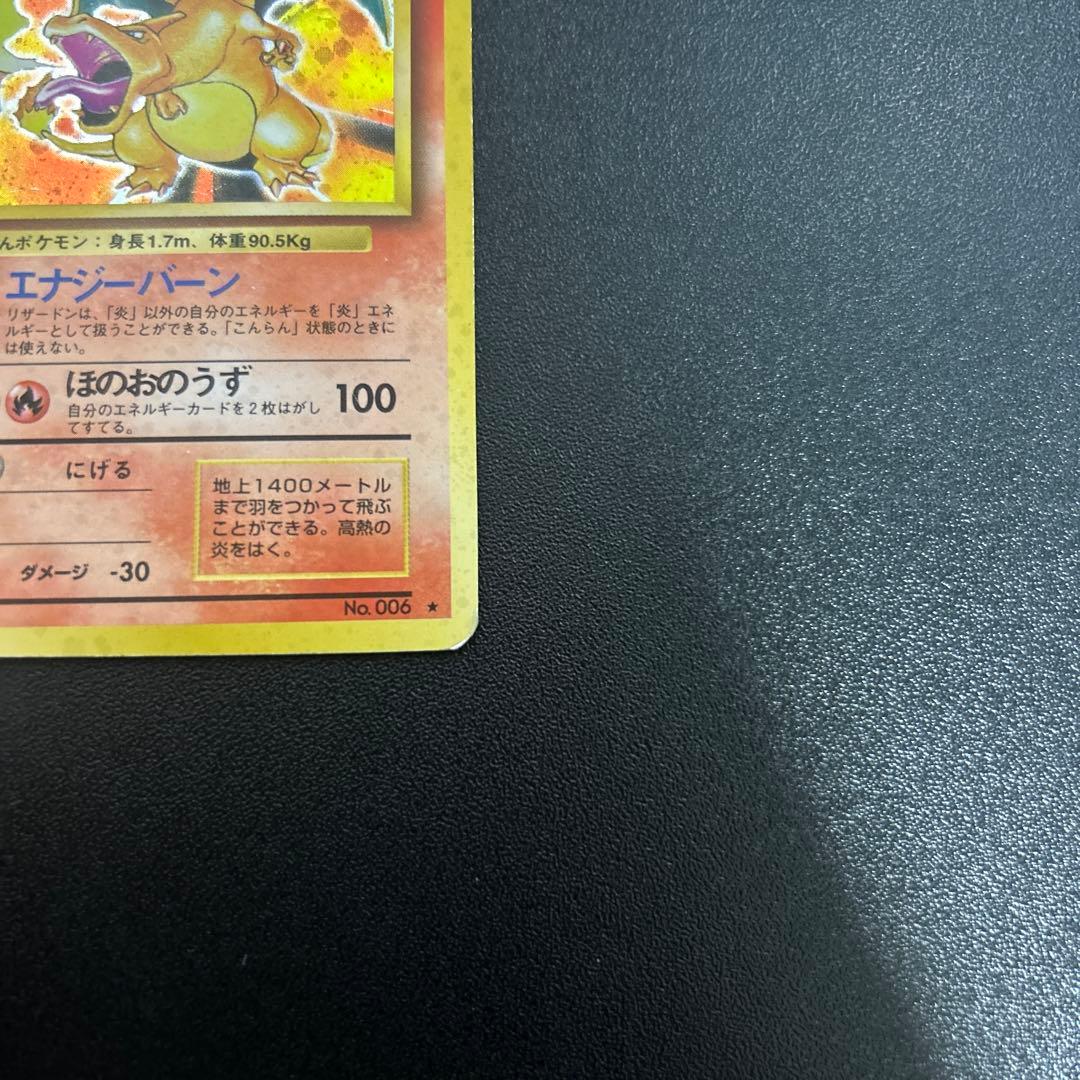 んポケモン：身長1.7m、体重90.5Kg
エナジーバーン
リザードンは、「炎」以外の自分のエネルギーを「炎」エネ
ルギーとして扱うことができる。「こんらん」状態のときに
は使えない。
ほのおのうず 100
自分のエネルギーカードを2枚はがし
てすてる。
にげる
地上1400メートル
まで羽をつかって飛ぶ
ことができる。高熱の
炎をはく。
ダメージ -30
No. 006 ★